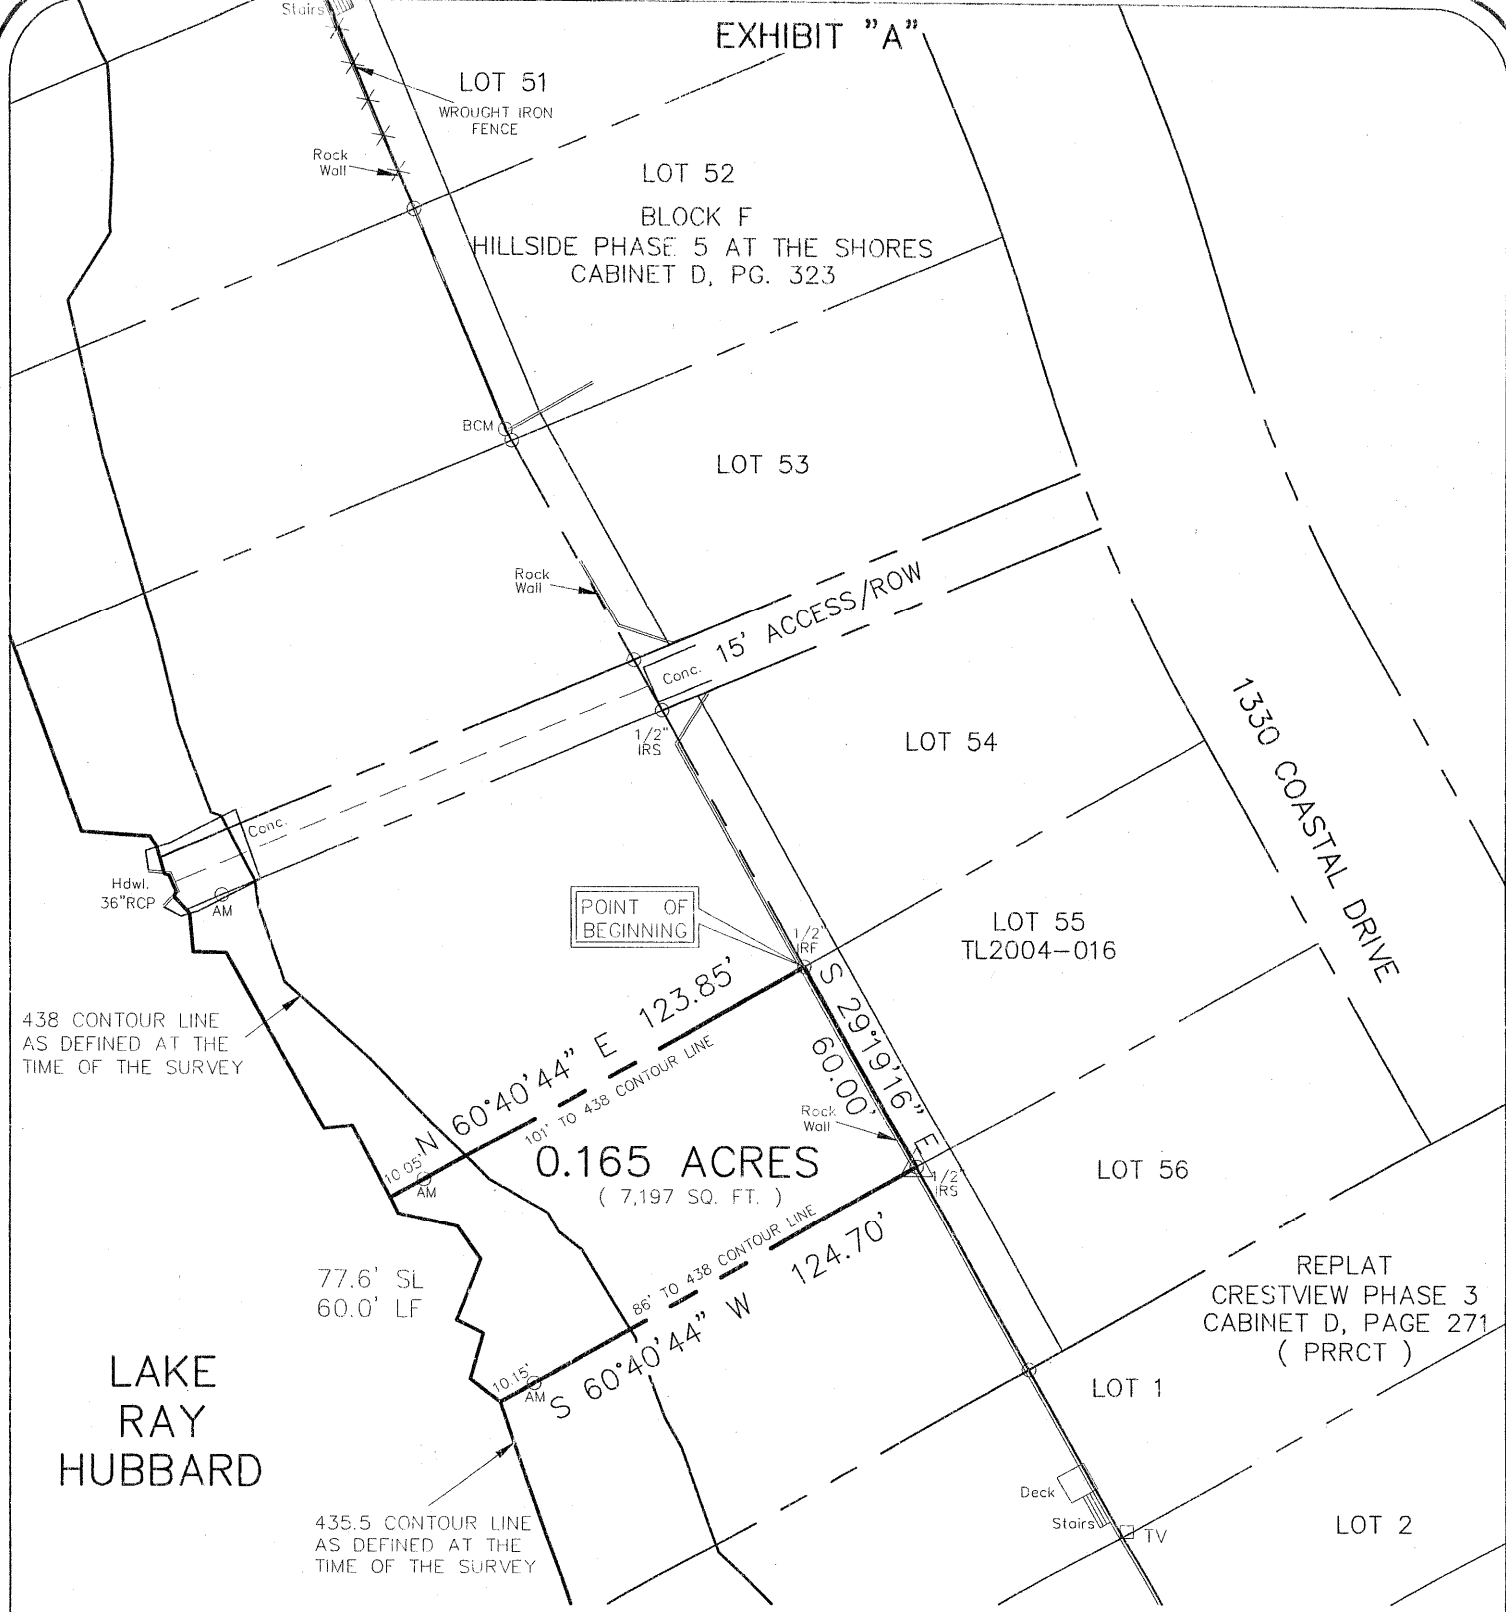 EXHIBIT "A"
Stairs
LOT 51
WROUGHT IRON
FENCE
Rock
Wall
LOT 52
BLOCK F
HILLSIDE PHASE 5 AT THE SHORES
CABINET D, PG. 323
BCM
LOT 53
Rock
Wall
15' ACCESS/ROW
Conc.
1/2"
IRS
LOT 54
1330 COASTAL DRIVE
Conc.
Hdwl.
36"RCP
AM
POINT OF
BEGINNING
1/2"
IRF
LOT 55
TL2004-016
438 CONTOUR LINE
AS DEFINED AT THE
TIME OF THE SURVEY
N 60°40'44" E 123.85'
101' TO 438 CONTOUR LINE
S 29°19'16" E
60.00'
Rock
Wall
10.05'
AM
0.165 ACRES
( 7,197 SQ. FT. )
1/2"
IRS
LOT 56
86' TO 438 CONTOUR LINE
S 60°40'44" W 124.70'
77.6' SL
60.0' LF
10.15'
AM
REPLAT
CRESTVIEW PHASE 3
CABINET D, PAGE 271
( PRRCT )
LAKE
RAY
HUBBARD
LOT 1
435.5 CONTOUR LINE
AS DEFINED AT THE
TIME OF THE SURVEY
Deck
Stairs
TV
LOT 2